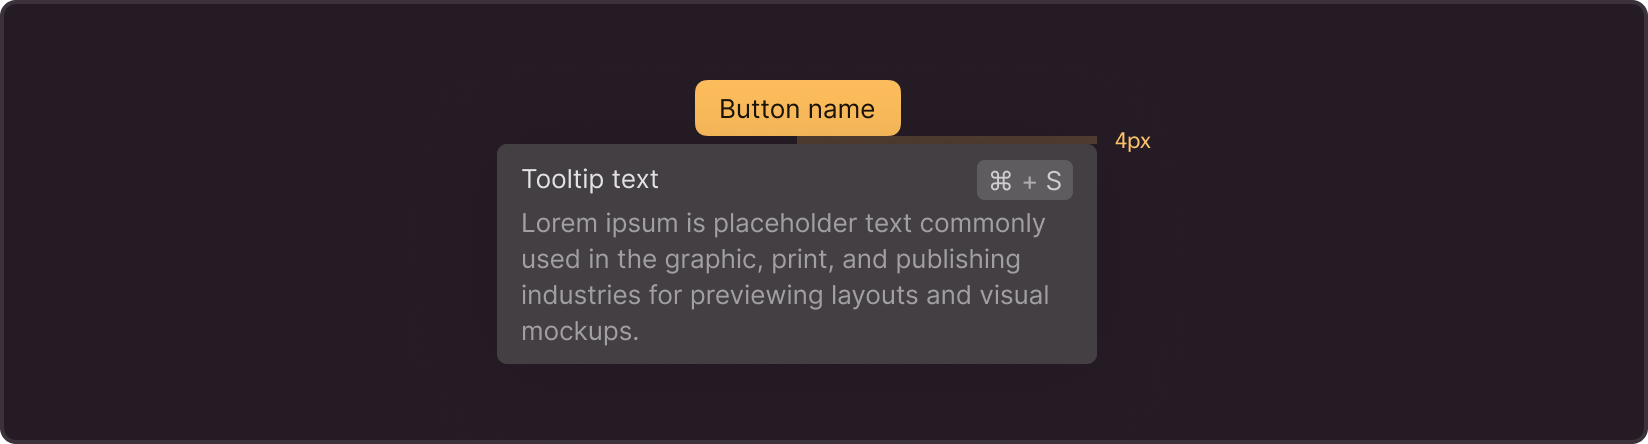 Button name
4px
Tooltip text
⌘ + S
Lorem ipsum is placeholder text commonly
used in the graphic, print, and publishing
industries for previewing layouts and visual
mockups.